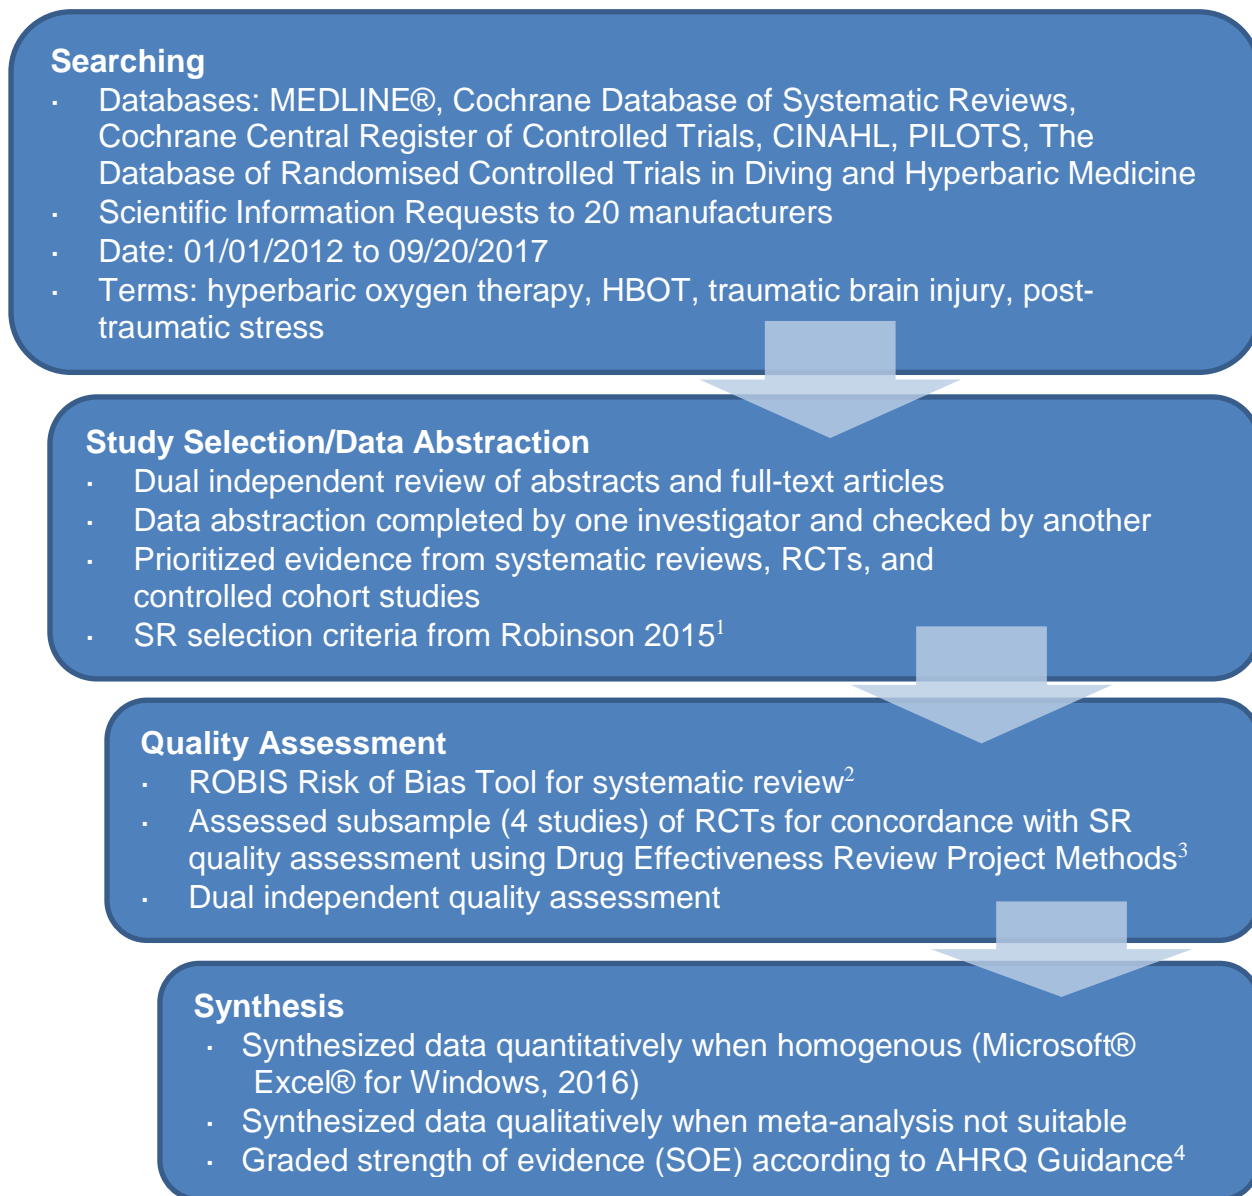 Searching
· Databases: MEDLINE®, Cochrane Database of Systematic Reviews,
Cochrane Central Register of Controlled Trials, CINAHL, PILOTS, The
Database of Randomised Controlled Trials in Diving and Hyperbaric Medicine
· Scientific Information Requests to 20 manufacturers
· Date: 01/01/2012 to 09/20/2017
· Terms: hyperbaric oxygen therapy, HBOT, traumatic brain injury, post-
traumatic stress
Study Selection/Data Abstraction
· Dual independent review of abstracts and full-text articles
· Data abstraction completed by one investigator and checked by another
· Prioritized evidence from systematic reviews, RCTs, and
controlled cohort studies
· SR selection criteria from Robinson 2015¹
Quality Assessment
· ROBIS Risk of Bias Tool for systematic review²
· Assessed subsample (4 studies) of RCTs for concordance with SR
quality assessment using Drug Effectiveness Review Project Methods³
· Dual independent quality assessment
Synthesis
· Synthesized data quantitatively when homogenous (Microsoft®
Excel® for Windows, 2016)
· Synthesized data qualitatively when meta-analysis not suitable
· Graded strength of evidence (SOE) according to AHRQ Guidance⁴